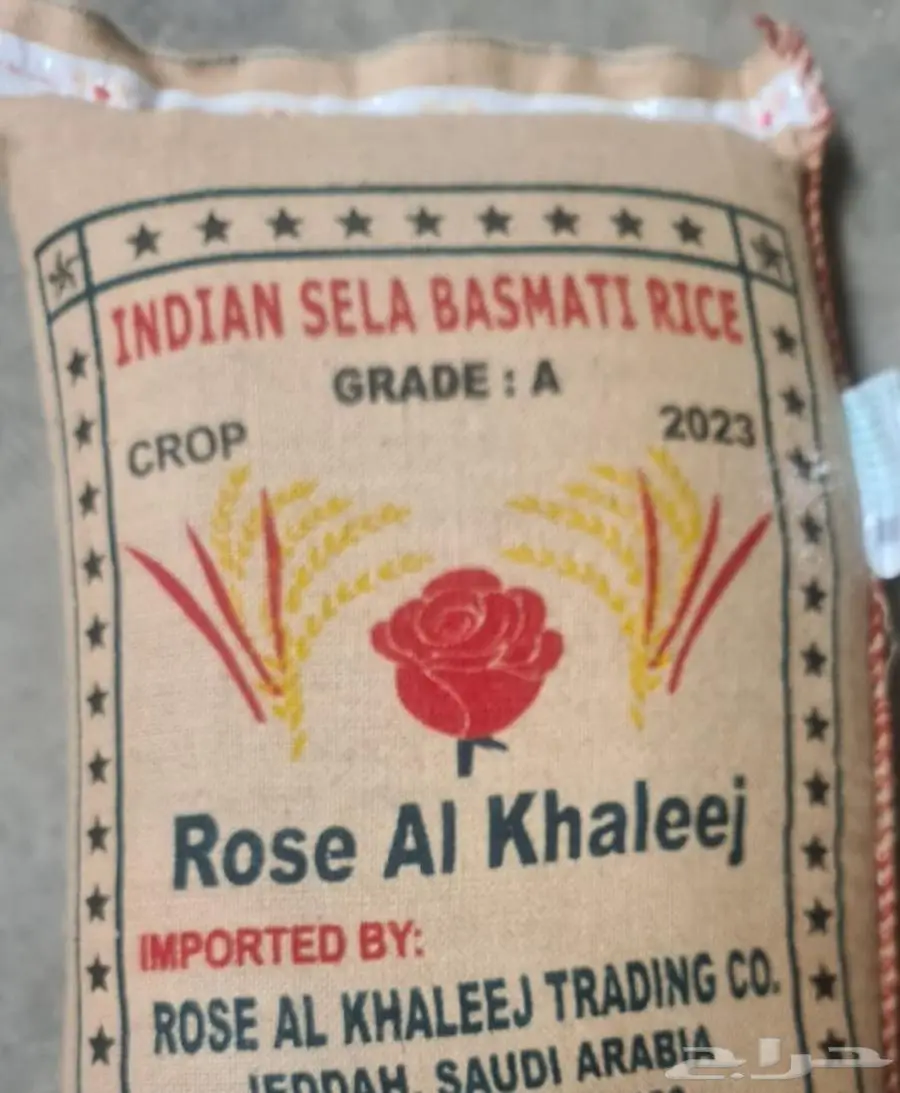 INDIAN SELA BASMATI RICE
GRADE : A
CROP 2023
Rose Al Khaleej
IMPORTED BY:
ROSE AL KHALEEJ TRADING CO.
JEDDAH, SAUDI ARABIA
حراج